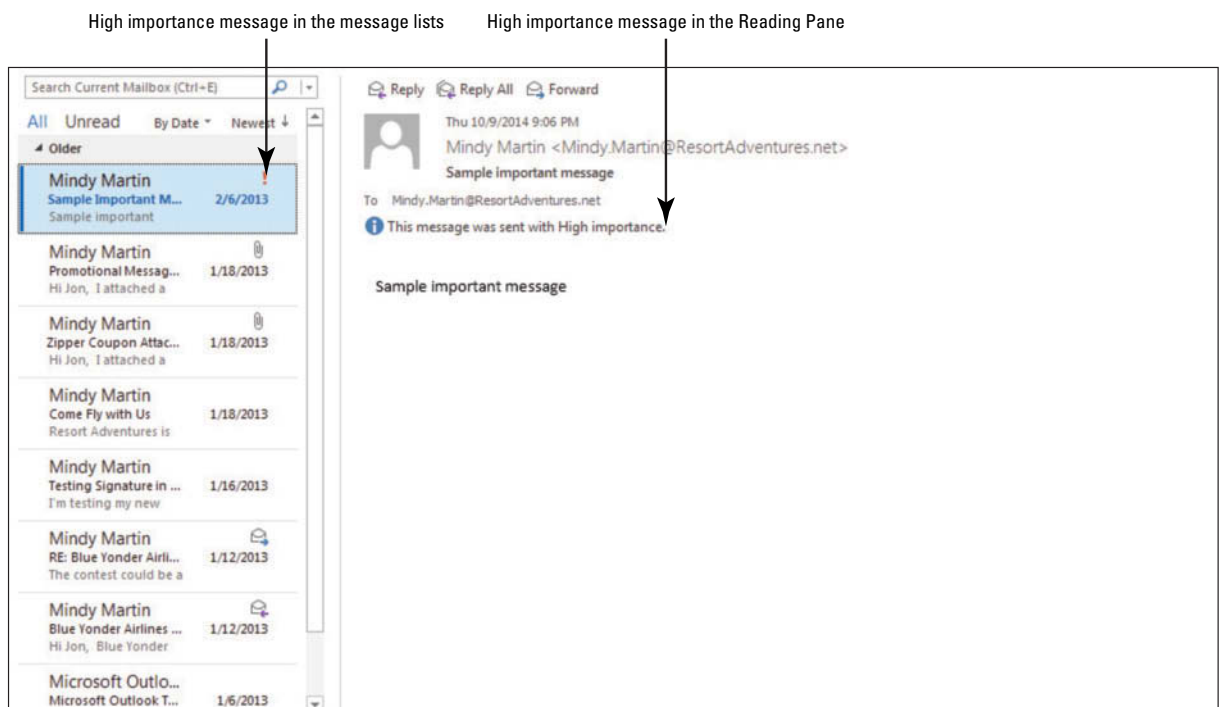 High importance message in the message lists
High importance message in the Reading Pane
Search Current Mailbox (Ctrl+E)
All Unread By Date Newest
Older
Mindy Martin
Sample Important M... 2/6/2013
Sample important
Mindy Martin
Promotional Messag... 1/18/2013
Hi Jon, I attached a
Mindy Martin
Zipper Coupon Attac... 1/18/2013
Hi Jon, I attached a
Mindy Martin
Come Fly with Us 1/18/2013
Resort Adventures is
Mindy Martin
Testing Signature in ... 1/16/2013
I'm testing my new
Mindy Martin
RE: Blue Yonder Airli... 1/12/2013
The contest could be a
Mindy Martin
Blue Yonder Airlines ... 1/12/2013
Hi Jon, Blue Yonder
Microsoft Outlo...
Microsoft Outlook T... 1/6/2013
Reply Reply All Forward
Thu 10/9/2014 9:06 PM
Mindy Martin <Mindy.Martin@ResortAdventures.net>
Sample important message
To Mindy.Martin@ResortAdventures.net
This message was sent with High importance.
Sample important message